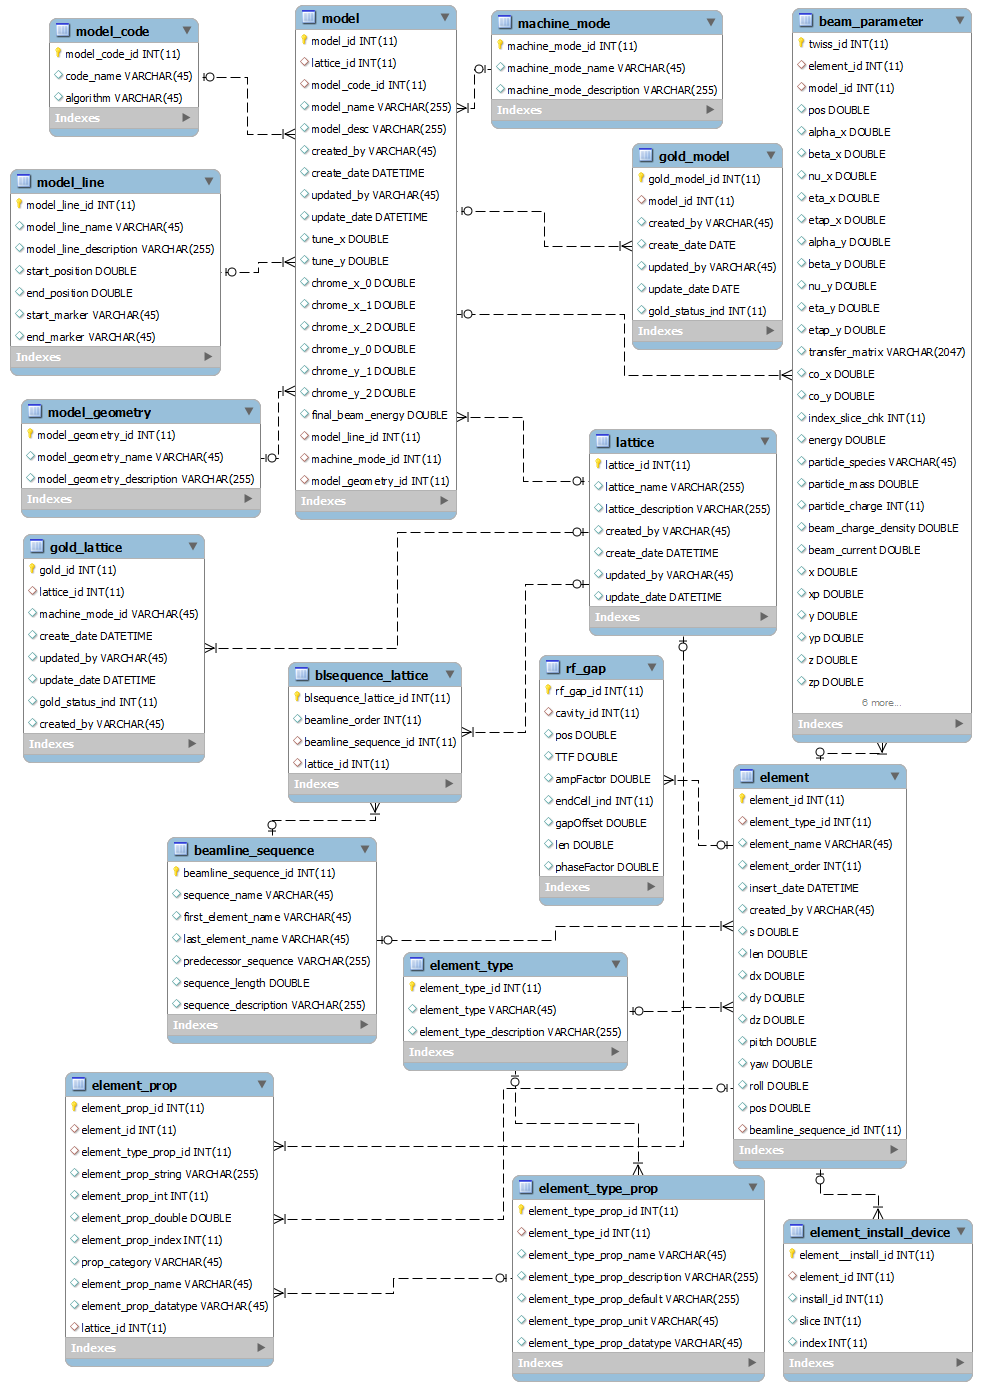 model_code
model_code_id INT(11)
code_name VARCHAR(45)
algorithm VARCHAR(45)
Indexes
model
model_id INT(11)
lattice_id INT(11)
model_code_id INT(11)
model_name VARCHAR(255)
model_desc VARCHAR(255)
created_by VARCHAR(45)
create_date DATETIME
updated_by VARCHAR(45)
update_date DATETIME
tune_x DOUBLE
tune_y DOUBLE
chrome_x_0 DOUBLE
chrome_x_1 DOUBLE
chrome_x_2 DOUBLE
chrome_y_0 DOUBLE
chrome_y_1 DOUBLE
chrome_y_2 DOUBLE
final_beam_energy DOUBLE
model_line_id INT(11)
machine_mode_id INT(11)
model_geometry_id INT(11)
Indexes
machine_mode
machine_mode_id INT(11)
machine_mode_name VARCHAR(45)
machine_mode_description VARCHAR(255)
Indexes
beam_parameter
twiss_id INT(11)
element_id INT(11)
model_id INT(11)
pos DOUBLE
alpha_x DOUBLE
beta_x DOUBLE
nu_x DOUBLE
eta_x DOUBLE
etap_x DOUBLE
alpha_y DOUBLE
beta_y DOUBLE
nu_y DOUBLE
eta_y DOUBLE
etap_y DOUBLE
transfer_matrix VARCHAR(2047)
co_x DOUBLE
co_y DOUBLE
index_slice_chk INT(11)
energy DOUBLE
particle_species VARCHAR(45)
particle_mass DOUBLE
particle_charge INT(11)
beam_charge_density DOUBLE
beam_current DOUBLE
x DOUBLE
xp DOUBLE
y DOUBLE
yp DOUBLE
z DOUBLE
zp DOUBLE
6 more...
Indexes
gold_model
gold_model_id INT(11)
model_id INT(11)
created_by VARCHAR(45)
create_date DATE
updated_by VARCHAR(45)
update_date DATE
gold_status_ind INT(11)
Indexes
model_line
model_line_id INT(11)
model_line_name VARCHAR(45)
model_line_description VARCHAR(255)
start_position DOUBLE
end_position DOUBLE
start_marker VARCHAR(45)
end_marker VARCHAR(45)
Indexes
model_geometry
model_geometry_id INT(11)
model_geometry_name VARCHAR(45)
model_geometry_description VARCHAR(255)
Indexes
lattice
lattice_id INT(11)
lattice_name VARCHAR(255)
lattice_description VARCHAR(255)
created_by VARCHAR(45)
create_date DATETIME
updated_by VARCHAR(45)
update_date DATETIME
Indexes
gold_lattice
gold_id INT(11)
lattice_id INT(11)
machine_mode_id VARCHAR(45)
create_date DATETIME
updated_by VARCHAR(45)
update_date DATETIME
gold_status_ind INT(11)
created_by VARCHAR(45)
Indexes
blsequence_lattice
blsequence_lattice_id INT(11)
beamline_order INT(11)
beamline_sequence_id INT(11)
lattice_id INT(11)
Indexes
rf_gap
rf_gap_id INT(11)
cavity_id INT(11)
pos DOUBLE
TTF DOUBLE
ampFactor DOUBLE
endCell_ind INT(11)
gapOffset DOUBLE
len DOUBLE
phaseFactor DOUBLE
Indexes
element
element_id INT(11)
element_type_id INT(11)
element_name VARCHAR(45)
element_order INT(11)
insert_date DATETIME
created_by VARCHAR(45)
s DOUBLE
len DOUBLE
dx DOUBLE
dy DOUBLE
dz DOUBLE
pitch DOUBLE
yaw DOUBLE
roll DOUBLE
pos DOUBLE
beamline_sequence_id INT(11)
Indexes
beamline_sequence
beamline_sequence_id INT(11)
sequence_name VARCHAR(45)
first_element_name VARCHAR(45)
last_element_name VARCHAR(45)
predecessor_sequence VARCHAR(255)
sequence_length DOUBLE
sequence_description VARCHAR(255)
Indexes
element_type
element_type_id INT(11)
element_type VARCHAR(45)
element_type_description VARCHAR(255)
Indexes
element_prop
element_prop_id INT(11)
element_id INT(11)
element_type_prop_id INT(11)
element_prop_string VARCHAR(255)
element_prop_int INT(11)
element_prop_double DOUBLE
element_prop_index INT(11)
prop_category VARCHAR(45)
element_prop_name VARCHAR(45)
element_prop_datatype VARCHAR(45)
lattice_id INT(11)
Indexes
element_type_prop
element_type_prop_id INT(11)
element_type_id INT(11)
element_type_prop_name VARCHAR(45)
element_type_prop_description VARCHAR(255)
element_type_prop_default VARCHAR(255)
element_type_prop_unit VARCHAR(45)
element_type_prop_datatype VARCHAR(45)
Indexes
element_install_device
element__install_id INT(11)
element_id INT(11)
install_id INT(11)
slice INT(11)
index INT(11)
Indexes